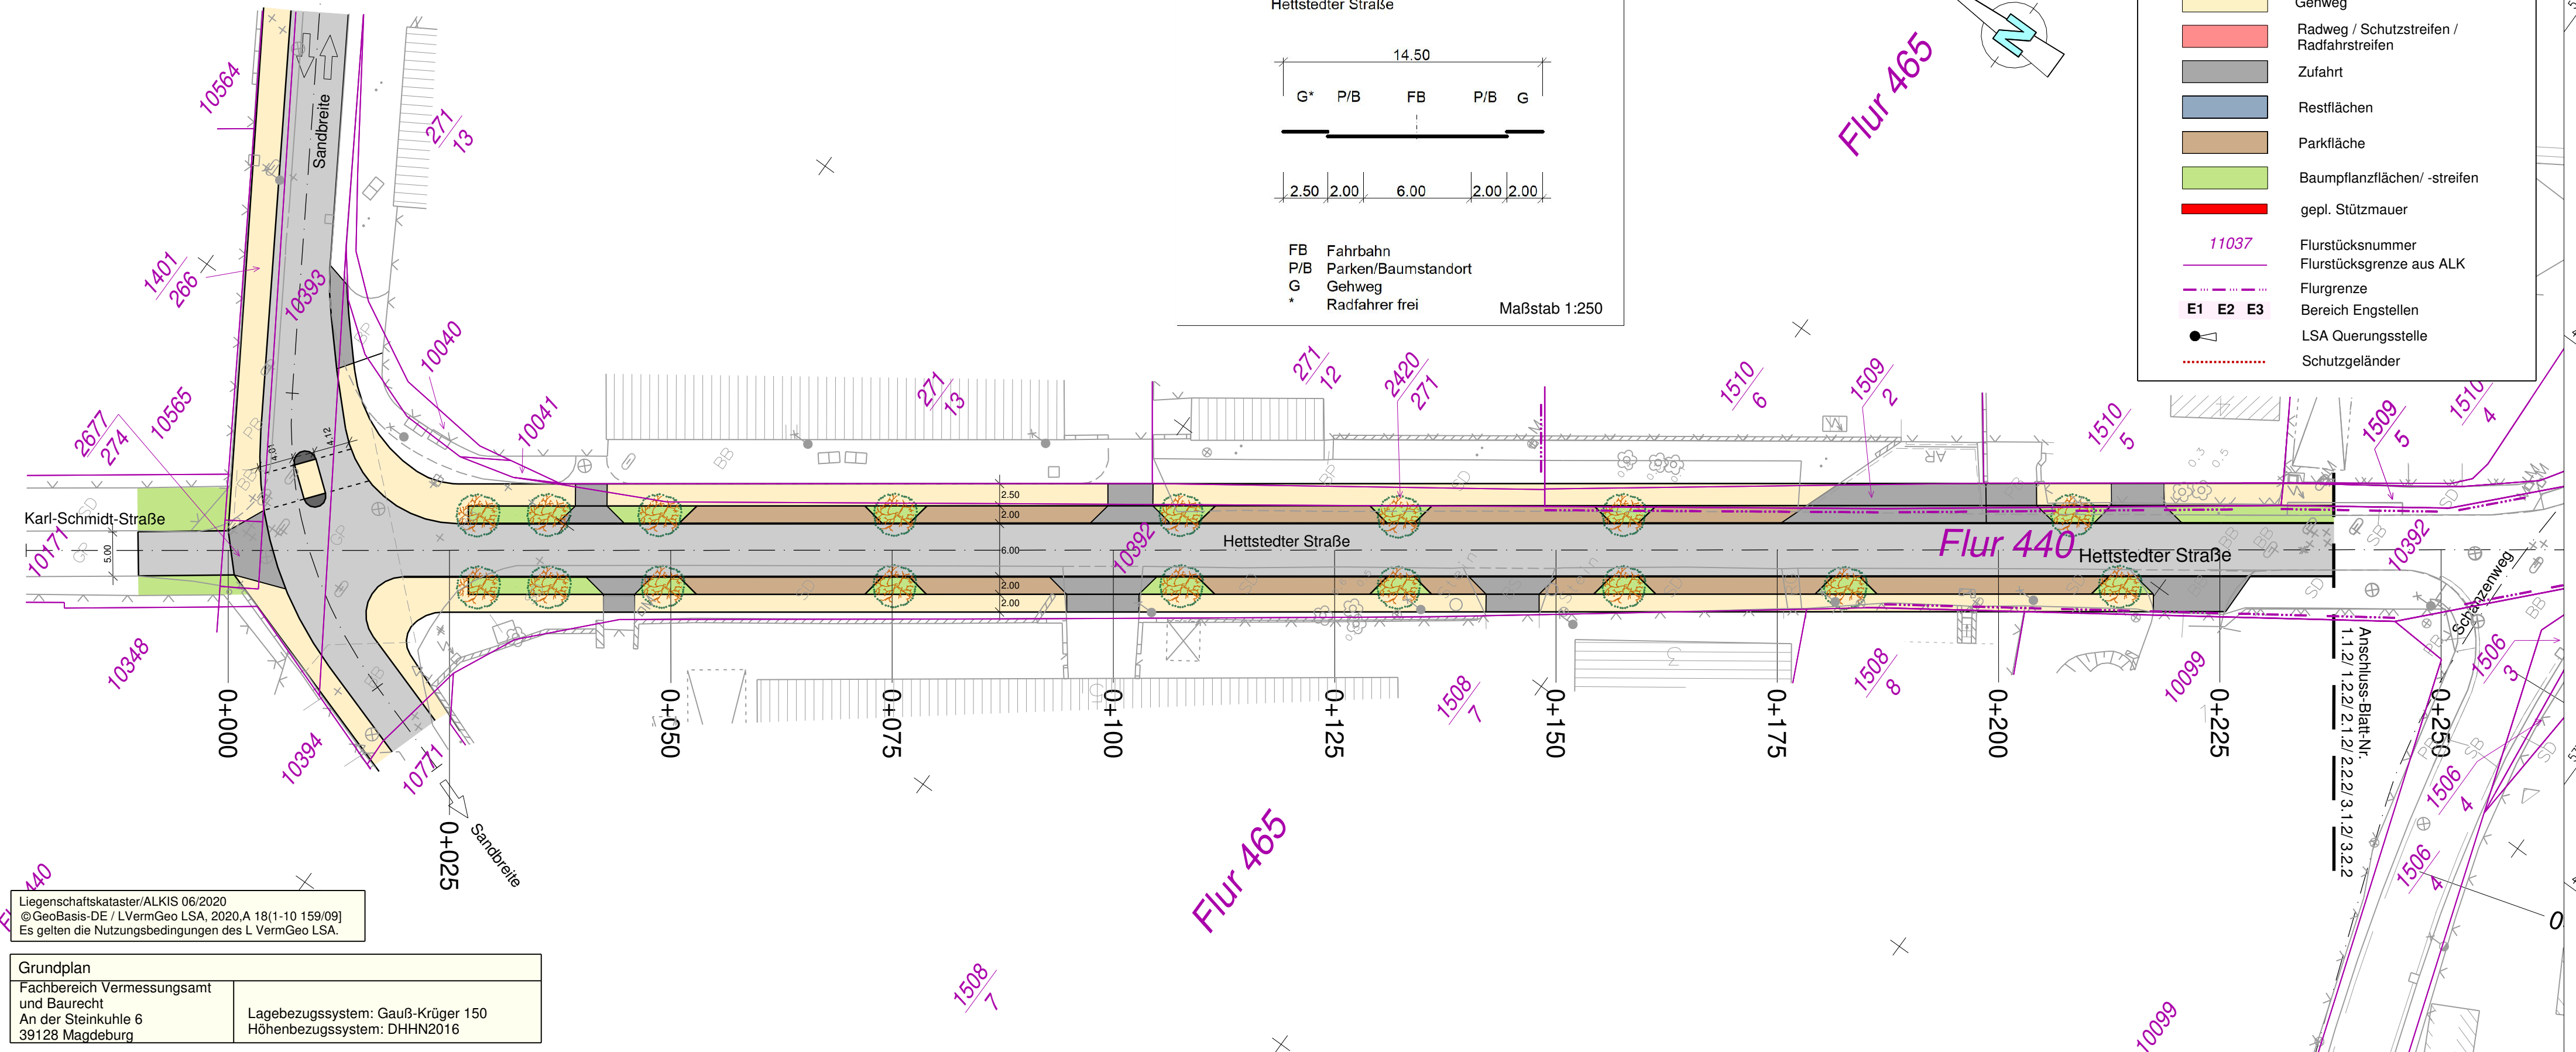 Hettstedter Straße
14.50
G* P/B FB P/B G
2.50 2.00 6.00 2.00 2.00
FB Fahrbahn
P/B Parken/Baumstandort
G Gehweg
* Radfahrer frei
Maßstab 1:250
N
Gehweg
Radweg / Schutzstreifen /
Radfahrstreifen
Zufahrt
Restflächen
Parkfläche
Baumpflanzflächen/ -streifen
gepl. Stützmauer
11037 Flurstücksnummer
Flurstücksgrenze aus ALK
Flurgrenze
E1 E2 E3 Bereich Engstellen
LSA Querungsstelle
Schutzgeländer
Flur 465
10564
Sandbreite
271
13
1401
266
10393
10040
10565
2677
274
10041
271
13
271
12
2420
271
1510
6
1509
2
1510
5
1509
5
1510
4
4.01
4.12
Karl-Schmidt-Straße
10171
5.00
2.50
2.00
6.00
2.00
2.00
10392
Hettstedter Straße
Flur 440
Hettstedter Straße
10392
Schanzenweg
10348
10394
10771
Sandbreite
1508
7
1508
8
10099
1506
3
1506
4
1506
4
0+000
0+025
0+050
0+075
0+100
0+125
0+150
0+175
0+200
0+225
0+250
Anschluss-Blatt-Nr.
1.1.2/ 1.2.2/ 2.1.2/ 2.2.2/ 3.1.2/ 3.2.2
Flur 465
1508
7
10099
Liegenschaftskataster/ALKIS 06/2020
©GeoBasis-DE / LVermGeo LSA, 2020,A 18(1-10 159/09]
Es gelten die Nutzungsbedingungen des L VermGeo LSA.
Grundplan
Fachbereich Vermessungsamt
und Baurecht
An der Steinkuhle 6
39128 Magdeburg
Lagebezugssystem: Gauß-Krüger 150
Höhenbezugssystem: DHHN2016